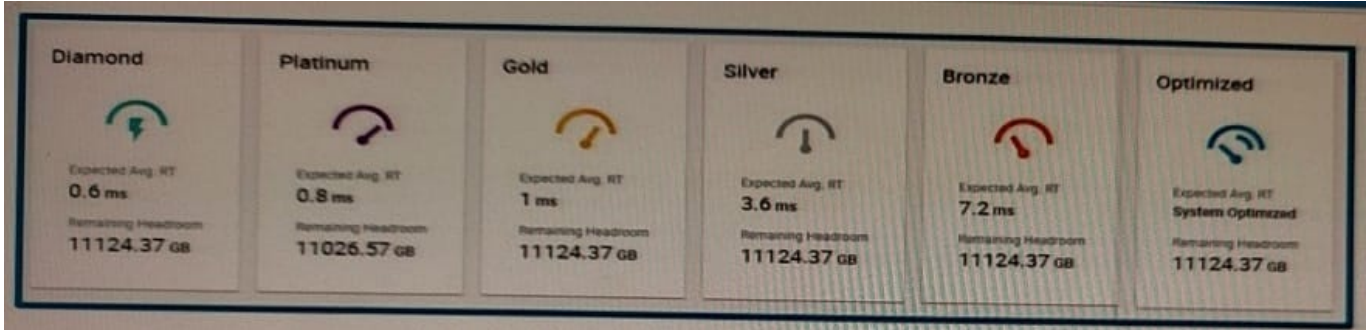 Diamond
Expected Avg. RT
0.6 ms
Remaining Headroom
11124.37 GB
Platinum
Expected Avg. RT
0.8 ms
Remaining Headroom
11026.57 GB
Gold
Expected Avg. RT
1 ms
Remaining Headroom
11124.37 GB
Silver
Expected Avg. RT
3.6 ms
Remaining Headroom
11124.37 GB
Bronze
Expected Avg. RT
7.2 ms
Remaining Headroom
11124.37 GB
Optimized
Expected Avg. RT
System Optimized
Remaining Headroom
11124.37 GB